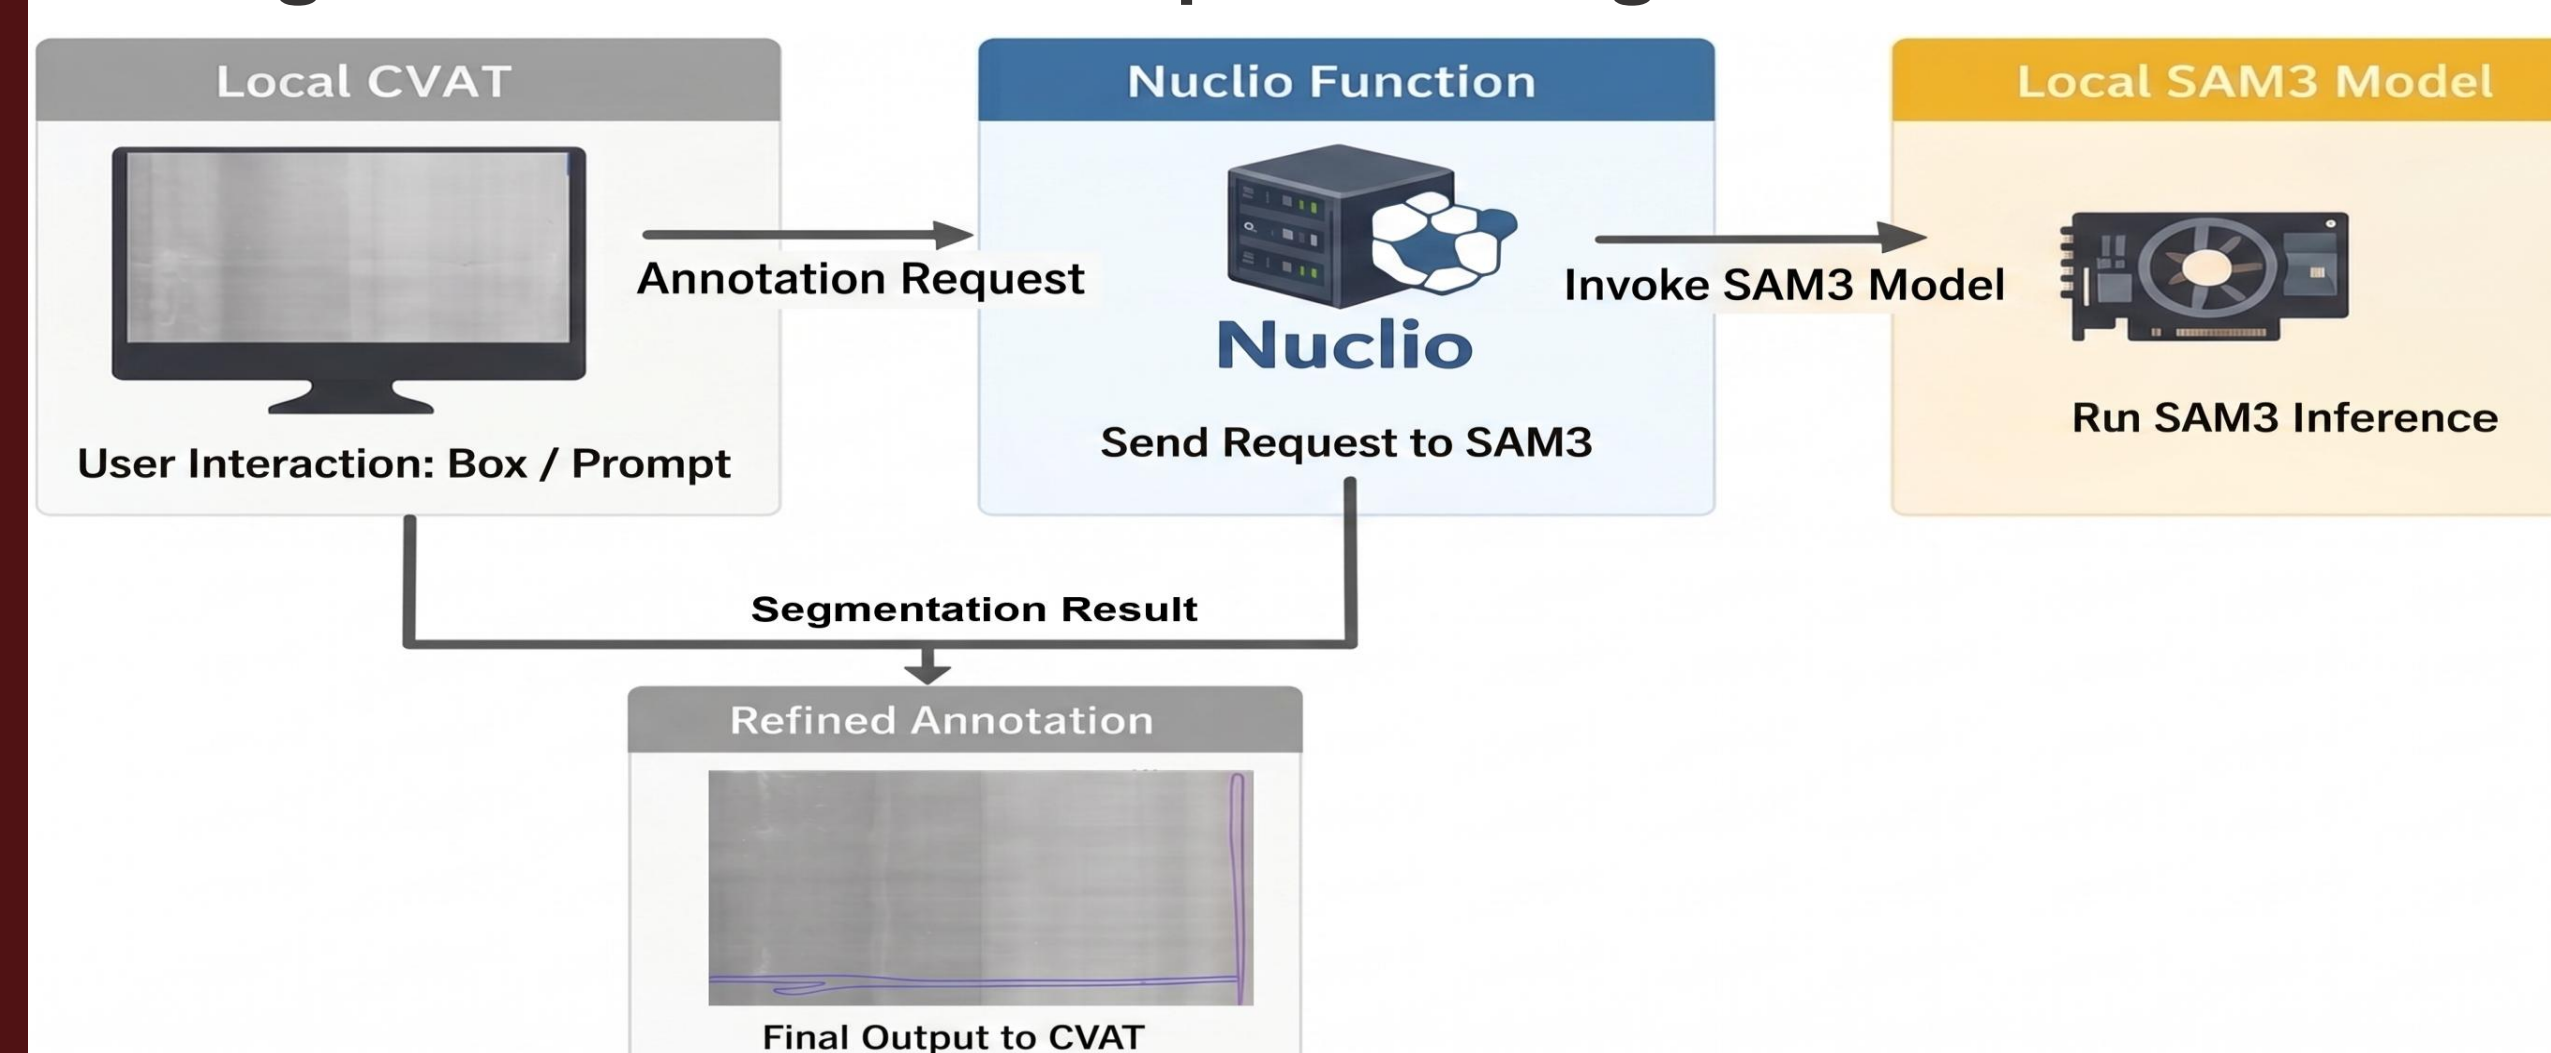 Local CVAT
Nuclio Function
Local SAM3 Model
Annotation Request
Invoke SAM3 Model
Nuclio
User Interaction: Box / Prompt
Send Request to SAM3
Run SAM3 Inference
Segmentation Result
Refined Annotation
Final Output to CVAT